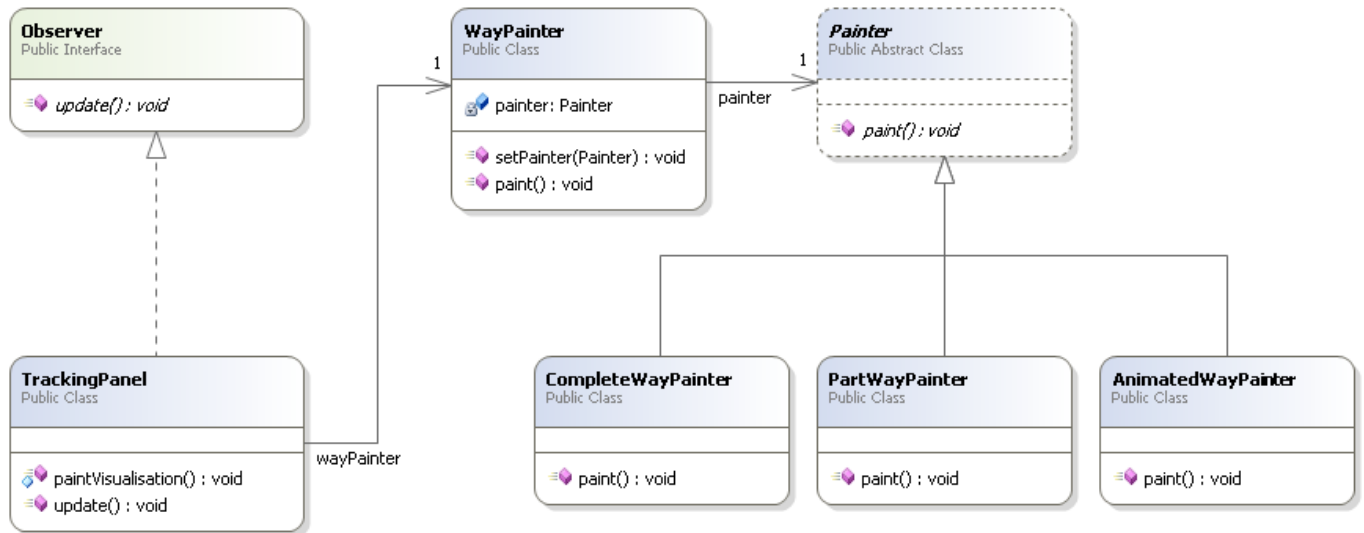 Observer
Public Interface
update() : void
WayPainter
Public Class
painter: Painter
setPainter(Painter) : void
paint() : void
Painter
Public Abstract Class
paint() : void
1
1
painter
TrackingPanel
Public Class
paintVisualisation() : void
update() : void
wayPainter
CompleteWayPainter
Public Class
paint() : void
PartWayPainter
Public Class
paint() : void
AnimatedWayPainter
Public Class
paint() : void